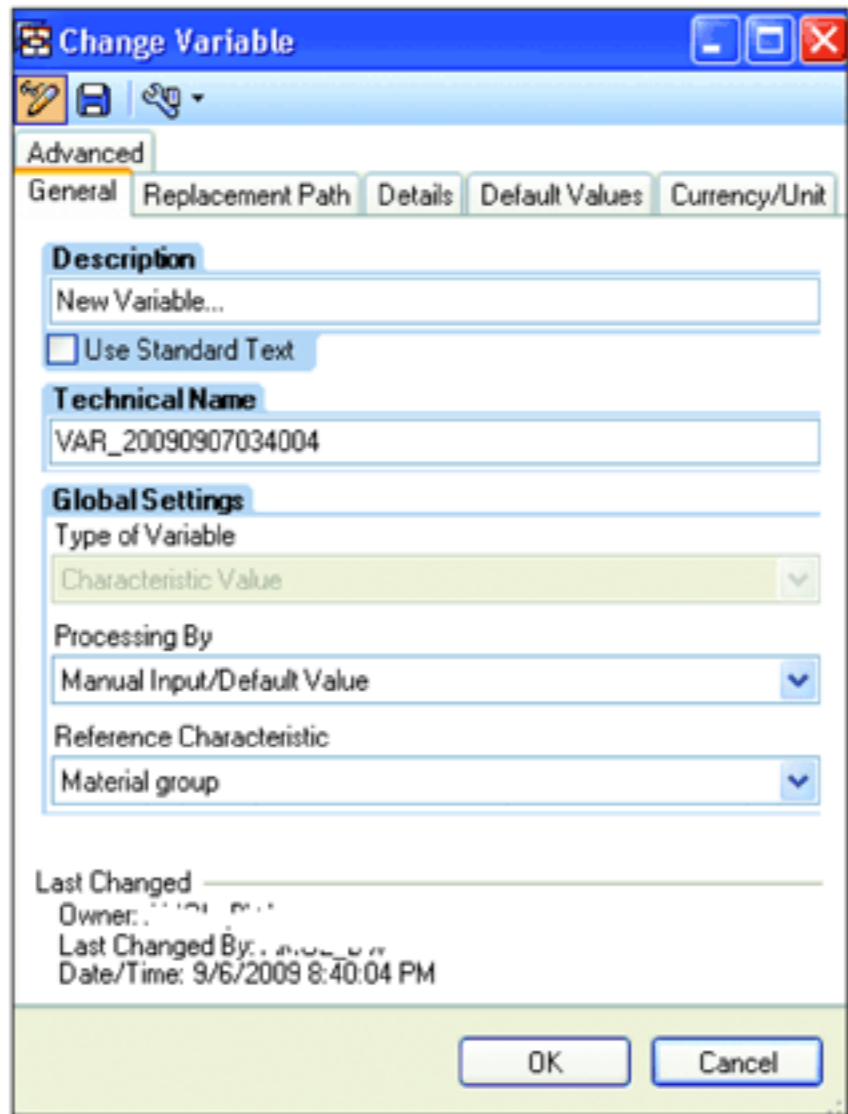 Change Variable
Advanced
General Replacement Path Details Default Values Currency/Unit
Description
New Variable...
Use Standard Text
Technical Name
VAR_20090907034004
Global Settings
Type of Variable
Characteristic Value
Processing By
Manual Input/Default Value
Reference Characteristic
Material group
Last Changed
Owner:
Last Changed By:
Date/Time: 9/6/2009 8:40:04 PM
OK Cancel